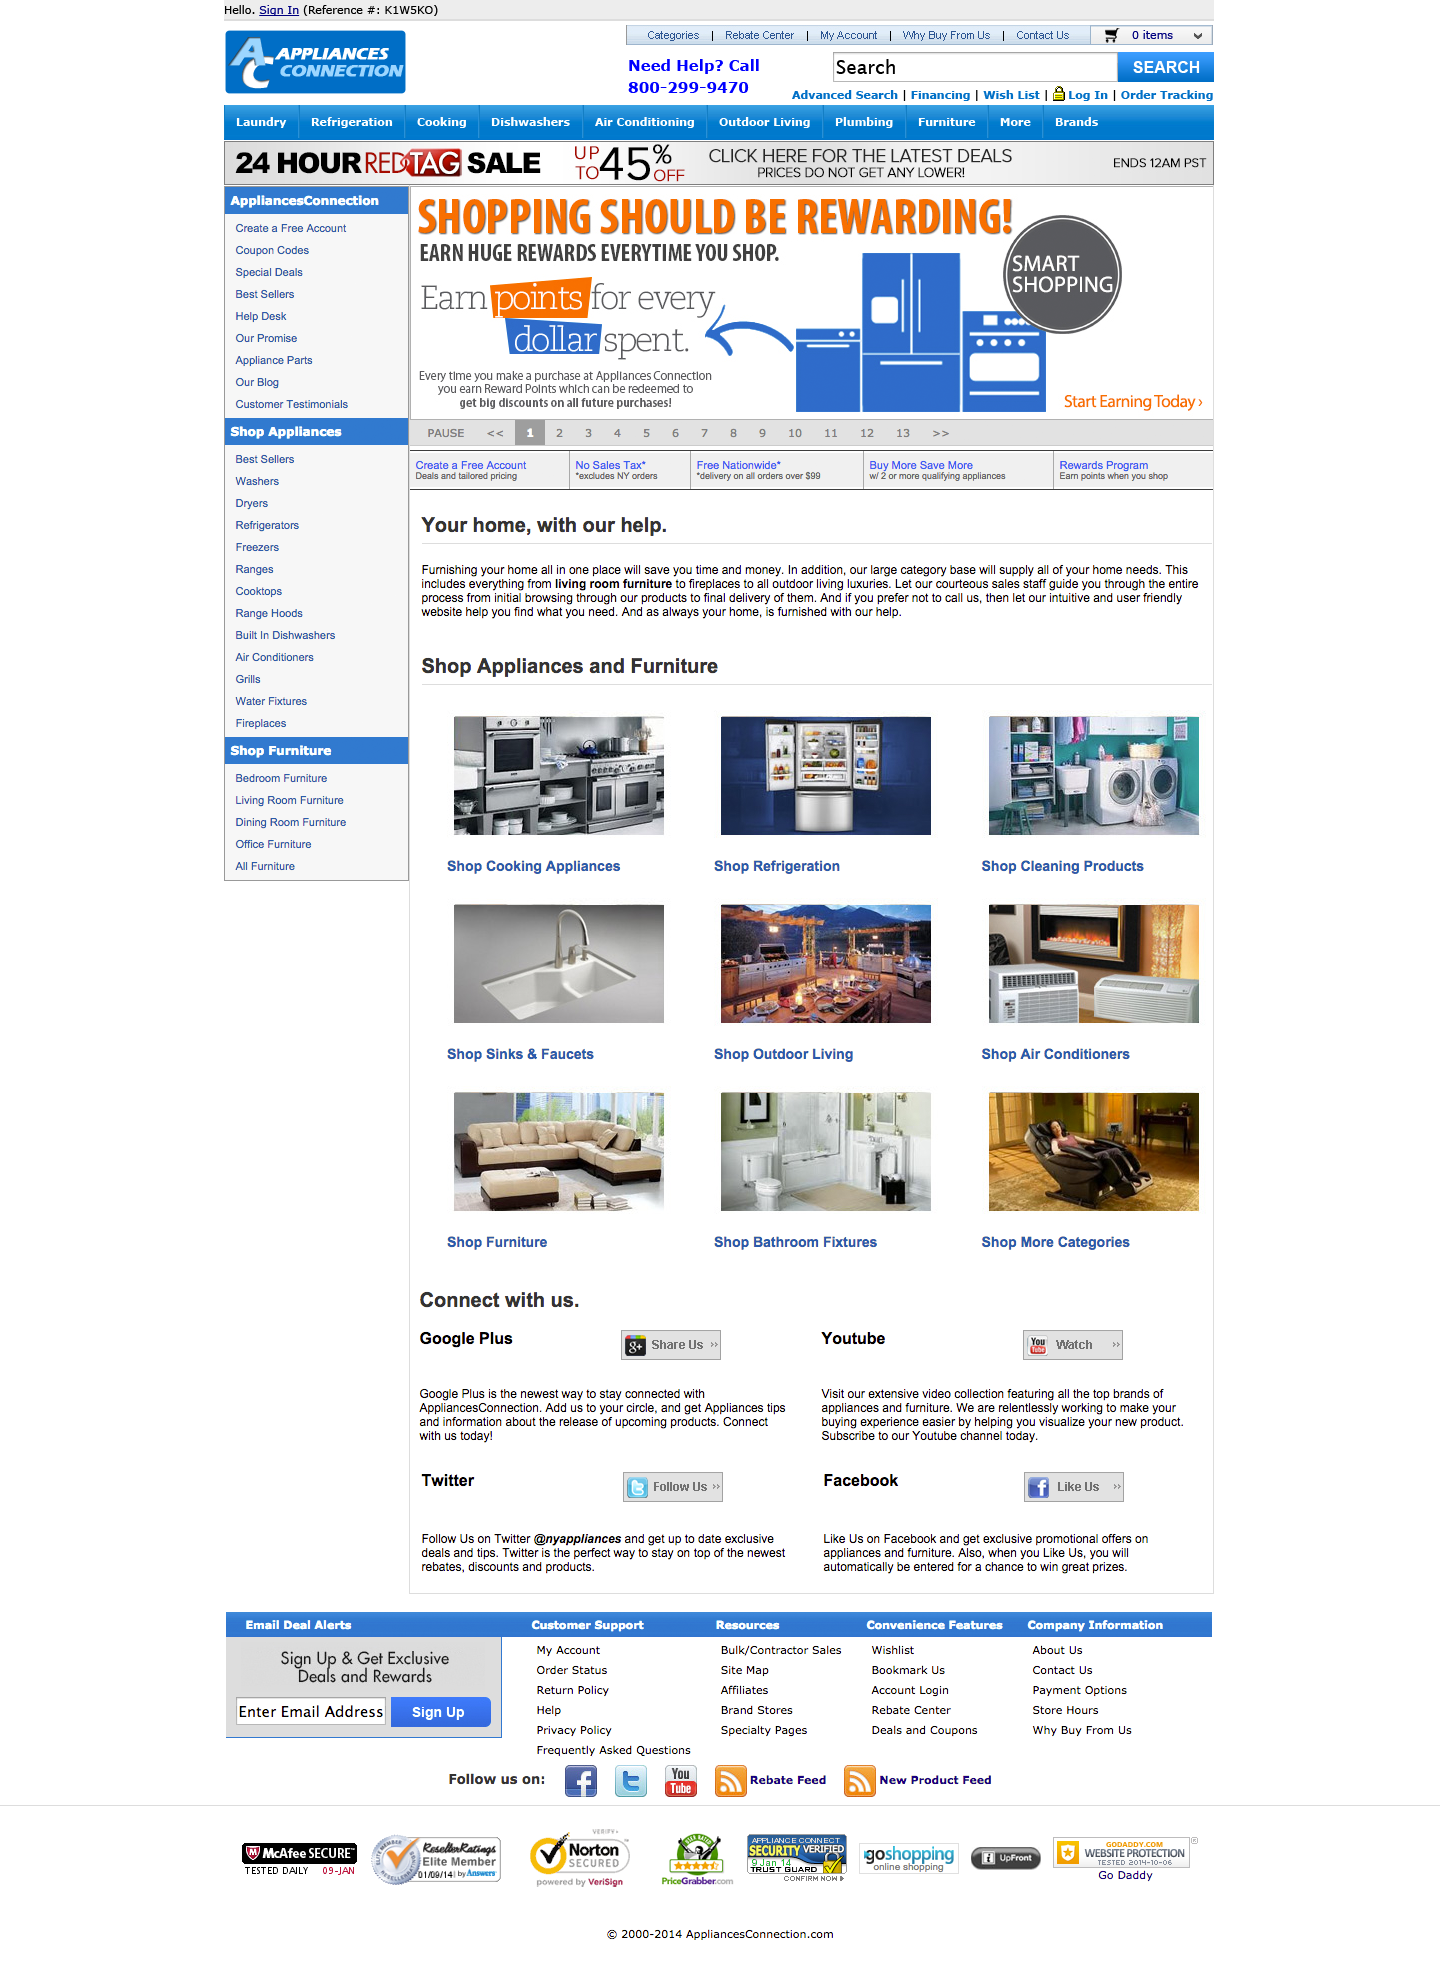 Hello. Sign In (Reference #: K1W5KO)
AC APPLIANCES CONNECTION
Categories | Rebate Center | My Account | Why Buy From Us | Contact Us
0 items
Need Help? Call
800-299-9470
Search
SEARCH
Advanced Search | Financing | Wish List | Log In | Order Tracking
Laundry Refrigeration Cooking Dishwashers Air Conditioning Outdoor Living Plumbing Furniture More Brands
24 HOUR RED TAG SALE UP TO 45% OFF
CLICK HERE FOR THE LATEST DEALS
PRICES DO NOT GET ANY LOWER!
ENDS 12AM PST
AppliancesConnection
Create a Free Account
Coupon Codes
Special Deals
Best Sellers
Help Desk
Our Promise
Appliance Parts
Our Blog
Customer Testimonials
Shop Appliances
Best Sellers
Washers
Dryers
Refrigerators
Freezers
Ranges
Cooktops
Range Hoods
Built In Dishwashers
Air Conditioners
Grills
Water Fixtures
Fireplaces
Shop Furniture
Bedroom Furniture
Living Room Furniture
Dining Room Furniture
Office Furniture
All Furniture
SHOPPING SHOULD BE REWARDING!
EARN HUGE REWARDS EVERYTIME YOU SHOP.
Earn points for every
dollar spent.
SMART
SHOPPING
Every time you make a purchase at Appliances Connection
you earn Reward Points which can be redeemed to
get big discounts on all future purchases!
Start Earning Today ›
PAUSE << 1 2 3 4 5 6 7 8 9 10 11 12 13 >>
Create a Free Account
Deals and tailored pricing
No Sales Tax*
*excludes NY orders
Free Nationwide*
*delivery on all orders over $99
Buy More Save More
w/ 2 or more qualifying appliances
Rewards Program
Earn points when you shop
Your home, with our help.
Furnishing your home all in one place will save you time and money. In addition, our large category base will supply all of your home needs. This
includes everything from living room furniture to fireplaces to all outdoor living luxuries. Let our courteous sales staff guide you through the entire
process from initial browsing through our products to final delivery of them. And if you prefer not to call us, then let our intuitive and user friendly
website help you find what you need. And as always your home, is furnished with our help.
Shop Appliances and Furniture
Shop Cooking Appliances
Shop Refrigeration
Shop Cleaning Products
Shop Sinks & Faucets
Shop Outdoor Living
Shop Air Conditioners
Shop Furniture
Shop Bathroom Fixtures
Shop More Categories
Connect with us.
Google Plus
g+ Share Us »
Google Plus is the newest way to stay connected with
AppliancesConnection. Add us to your circle, and get Appliances tips
and information about the release of upcoming products. Connect
with us today!
Youtube
You Tube Watch »
Visit our extensive video collection featuring all the top brands of
appliances and furniture. We are relentlessly working to make your
buying experience easier by helping you visualize your new product.
Subscribe to our Youtube channel today.
Twitter
t Follow Us »
Follow Us on Twitter @nyappliances and get up to date exclusive
deals and tips. Twitter is the perfect way to stay on top of the newest
rebates, discounts and products.
Facebook
f Like Us »
Like Us on Facebook and get exclusive promotional offers on
appliances and furniture. Also, when you Like Us, you will
automatically be entered for a chance to win great prizes.
Email Deal Alerts
Sign Up & Get Exclusive
Deals and Rewards
Enter Email Address
Sign Up
Customer Support
My Account
Order Status
Return Policy
Help
Privacy Policy
Frequently Asked Questions
Resources
Bulk/Contractor Sales
Site Map
Affiliates
Brand Stores
Specialty Pages
Convenience Features
Wishlist
Bookmark Us
Account Login
Rebate Center
Deals and Coupons
Company Information
About Us
Contact Us
Payment Options
Store Hours
Why Buy From Us
Follow us on: f t You Tube Rebate Feed New Product Feed
McAfee SECURE™
TESTED DAILY 09-JAN
ResellerRatings
Elite Member
01/09/14 by Answers
VERIFY
Norton
SECURED
powered by VeriSign
USER RATED
PriceGrabber.com
APPLIANCE CONNECT
SECURITY VERIFIED
9 Jan 14
TRUST GUARD
CONFIRM NOW
goshopping
online shopping
UpFront
GODADDY.COM
WEBSITE PROTECTION
TESTED 2014-10-06
Go Daddy
© 2000-2014 AppliancesConnection.com